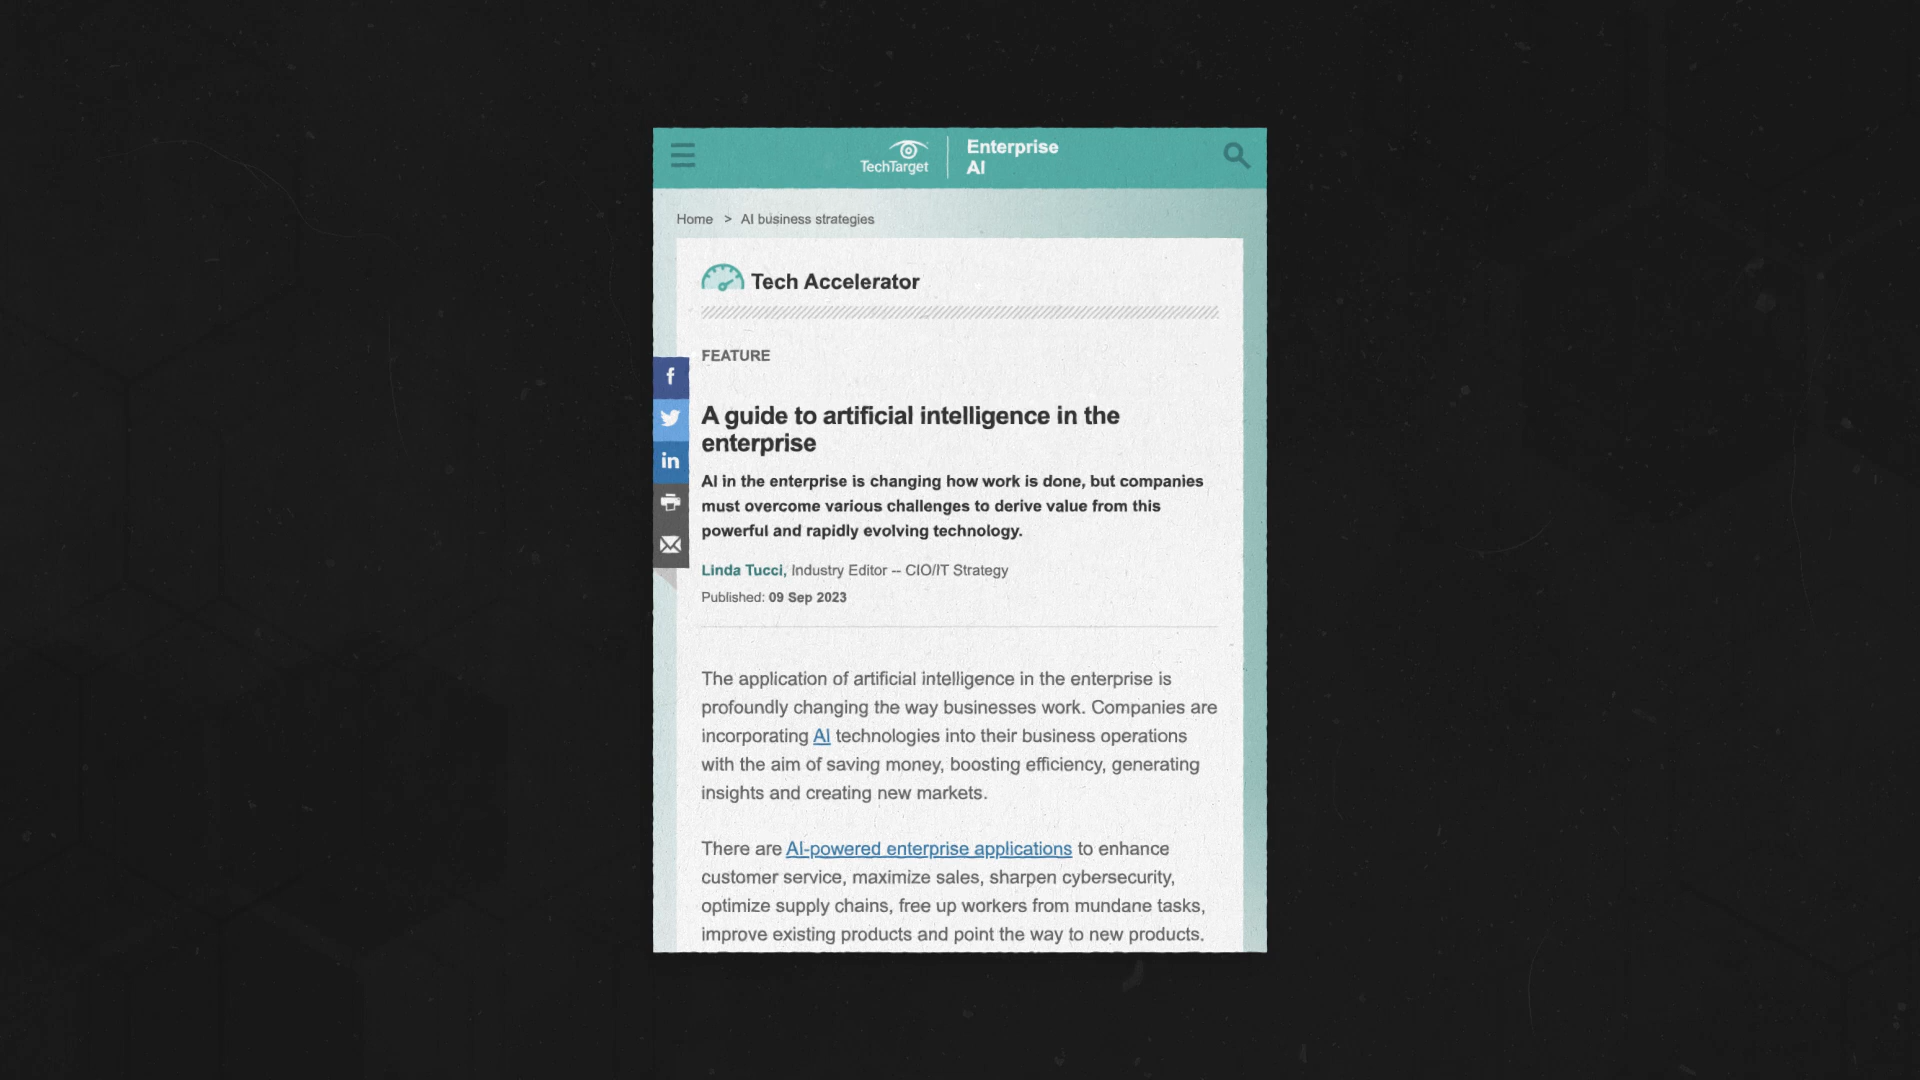 TechTarget
Enterprise
AI
Home > AI business strategies
Tech Accelerator
FEATURE
f
in
A guide to artificial intelligence in the
enterprise
AI in the enterprise is changing how work is done, but companies
must overcome various challenges to derive value from this
powerful and rapidly evolving technology.
Linda Tucci, Industry Editor -- CIO/IT Strategy
Published: 09 Sep 2023
The application of artificial intelligence in the enterprise is
profoundly changing the way businesses work. Companies are
incorporating AI technologies into their business operations
with the aim of saving money, boosting efficiency, generating
insights and creating new markets.
There are AI-powered enterprise applications to enhance
customer service, maximize sales, sharpen cybersecurity,
optimize supply chains, free up workers from mundane tasks,
improve existing products and point the way to new products.